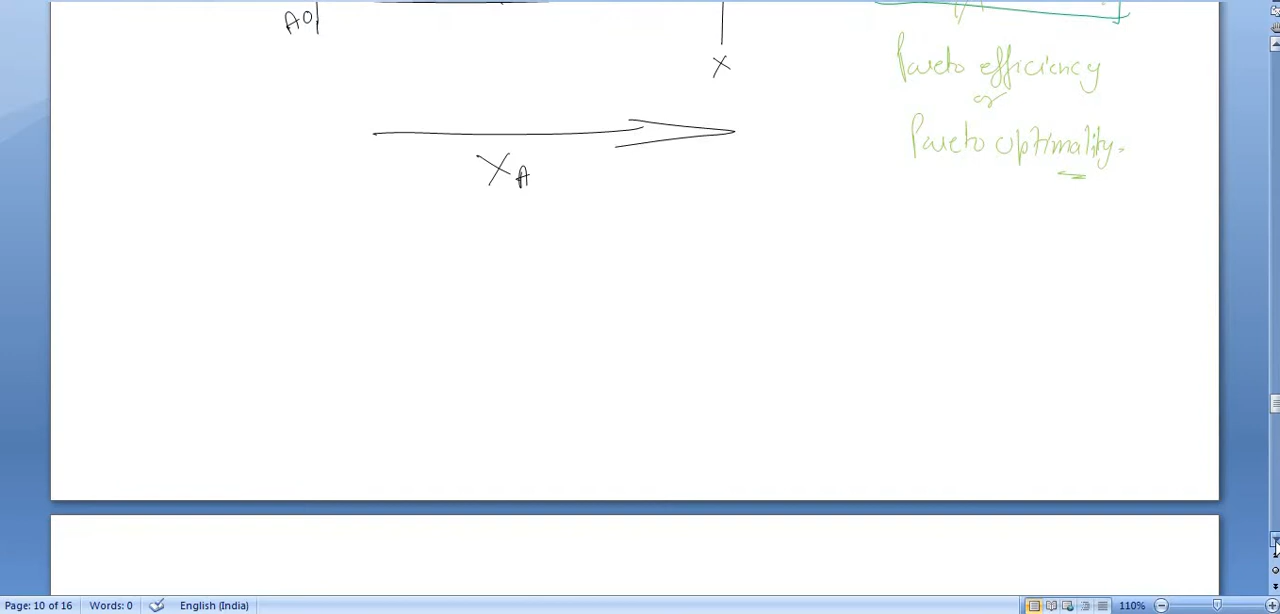 AO
X
Pareto efficiency
or
Pareto optimality.
XA
Page: 10 of 16 Words: 0 English (India) 110%